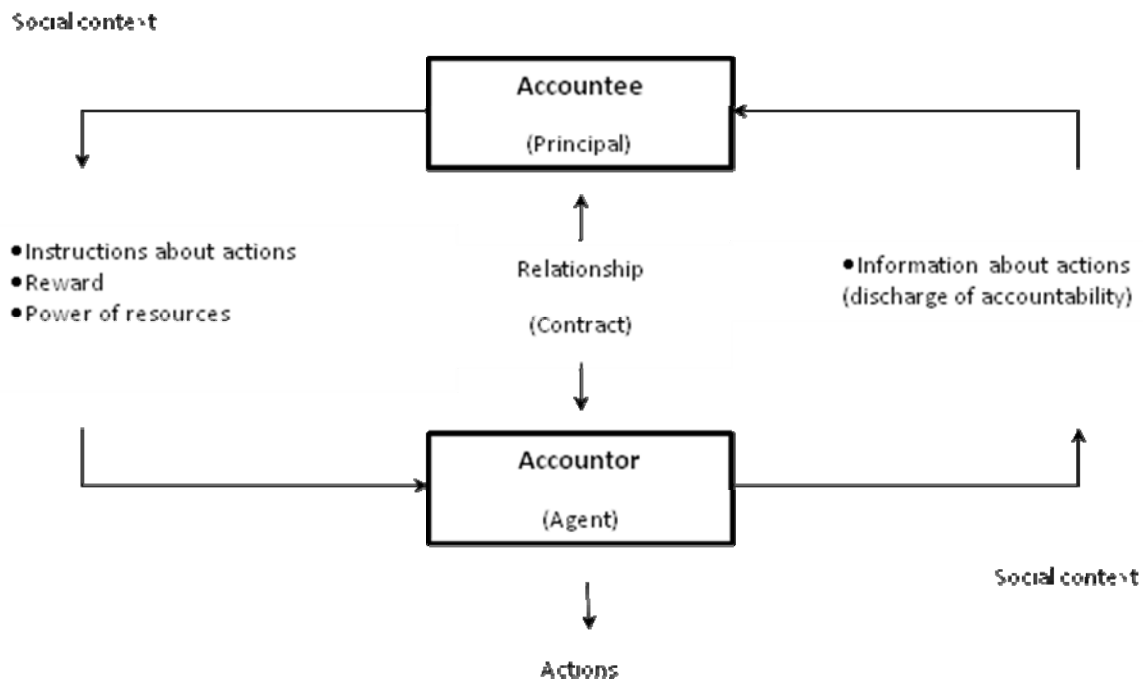 Social context
Accountee
(Principal)
●Instructions about actions
●Reward
●Power of resources
Relationship
(Contract)
●Information about actions
(discharge of accountability)
Accountor
(Agent)
Social context
Actions